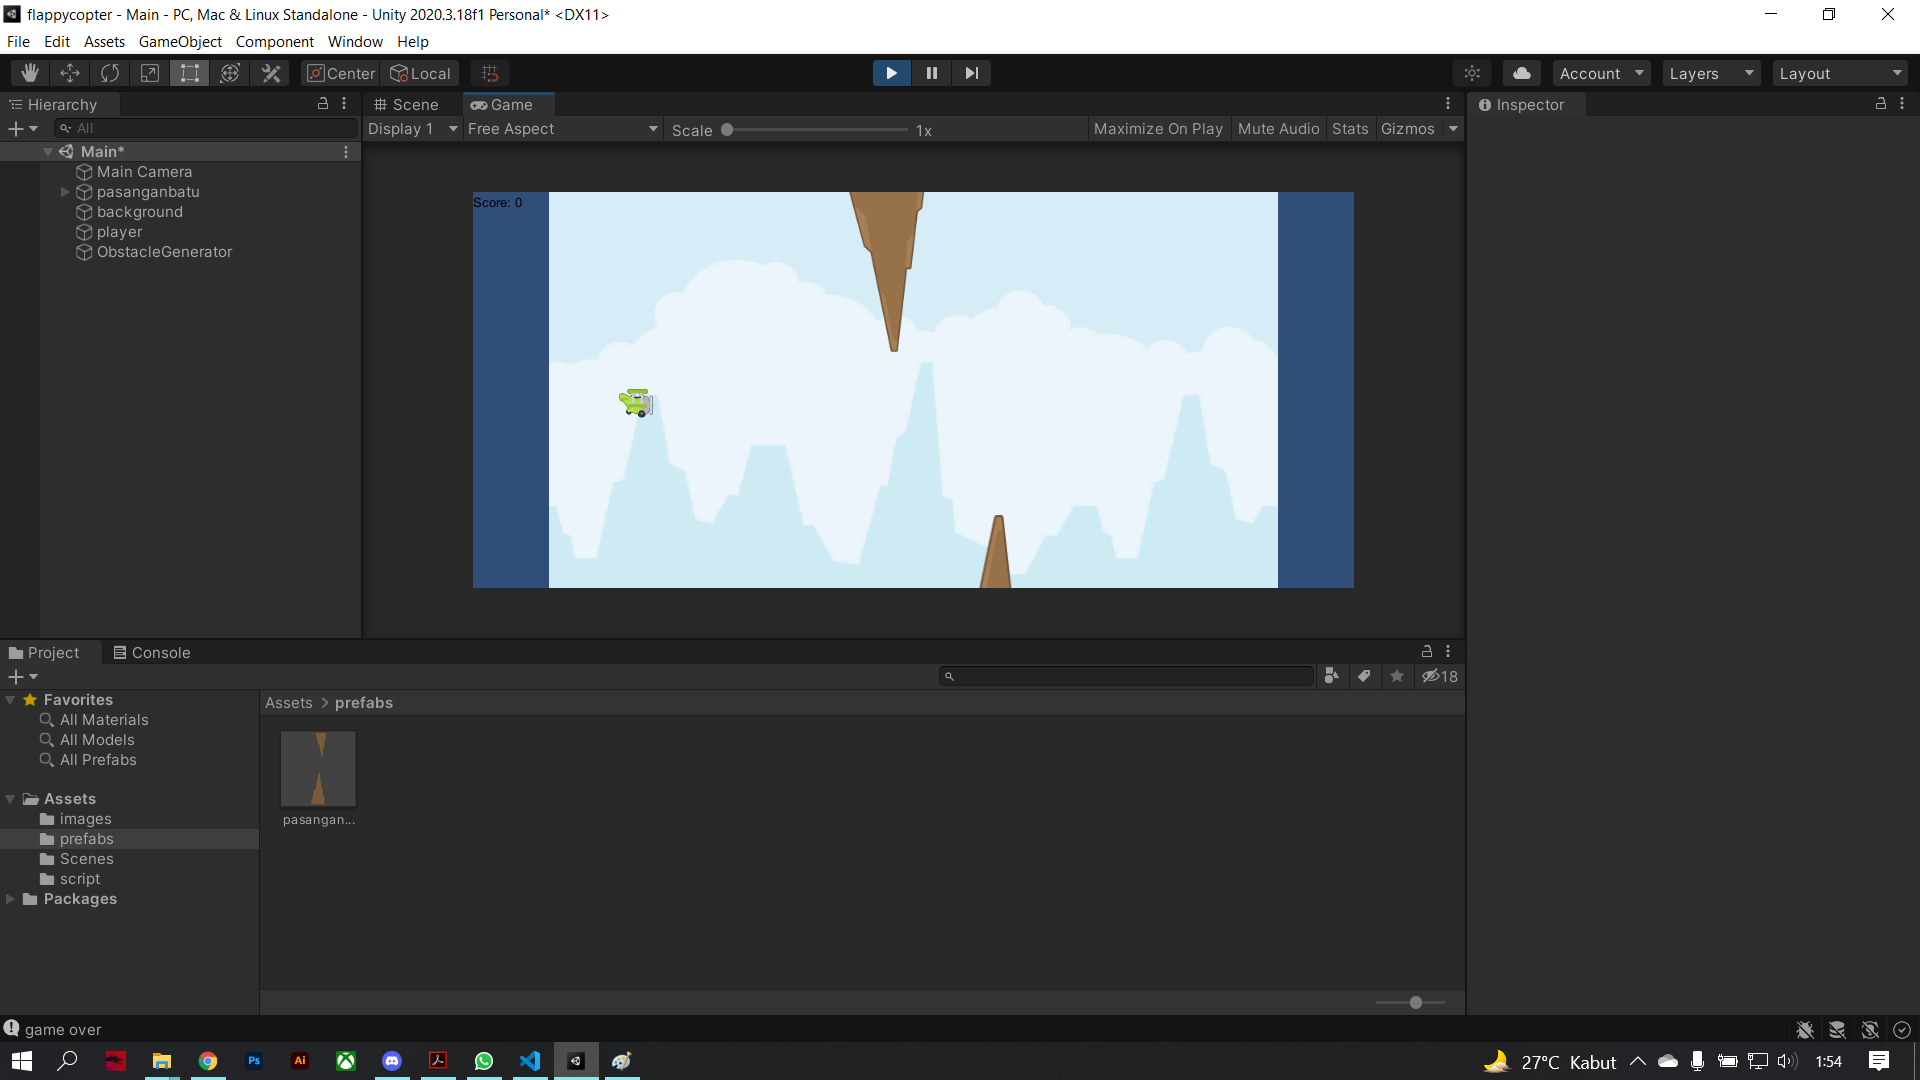 flappycopter - Main - PC, Mac & Linux Standalone - Unity 2020.3.18f1 Personal* <DX11>
File Edit Assets GameObject Component Window Help
Center Local Account Layers Layout
Hierarchy
All
Main*
Main Camera
pasanganbatu
background
player
ObstacleGenerator
Scene Game
Display 1 Free Aspect Scale 1x Maximize On Play Mute Audio Stats Gizmos
Score: 0
Inspector
Project Console
18
Favorites
All Materials
All Models
All Prefabs
Assets
images
prefabs
Scenes
script
Packages
Assets > prefabs
pasangan...
game over
Ps Ai
27°C Kabut 1:54